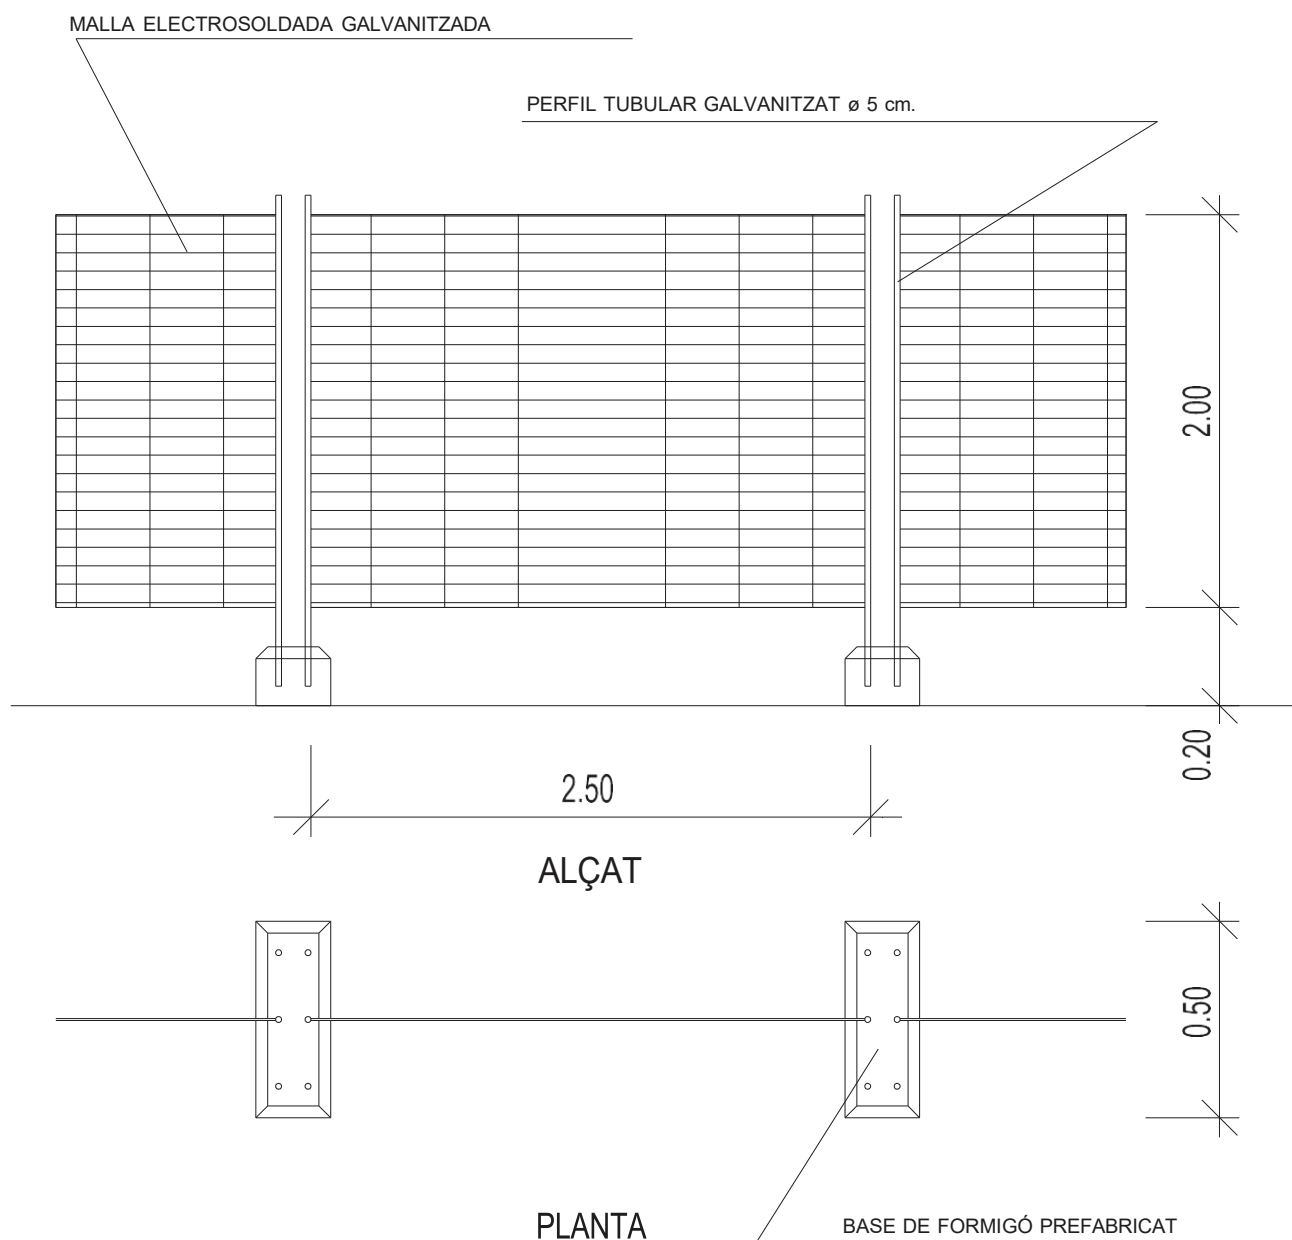 MALLA ELECTROSOLDADA GALVANITZADA
PERFIL TUBULAR GALVANITZAT ø 5 cm.
2.00
0.20
2.50
ALÇAT
0.50
PLANTA
BASE DE FORMIGÓ PREFABRICAT